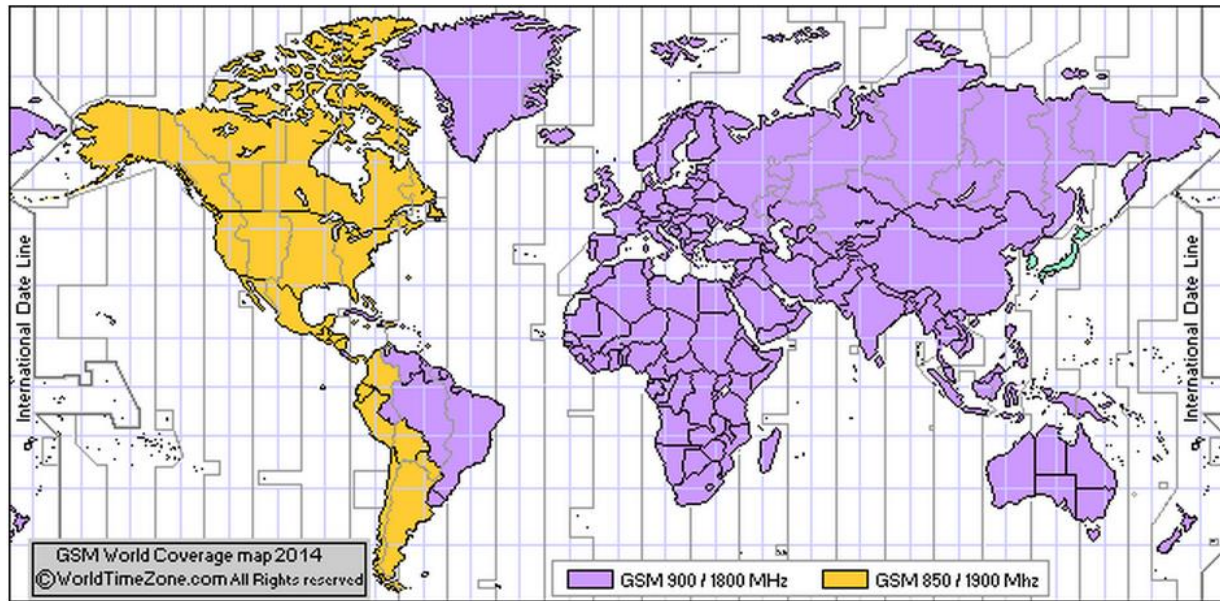 International Date Line
International Date Line
GSM World Coverage map 2014
©WorldTimeZone.com All Rights reserved
GSM 900 / 1800 MHz
GSM 850 / 1900 Mhz